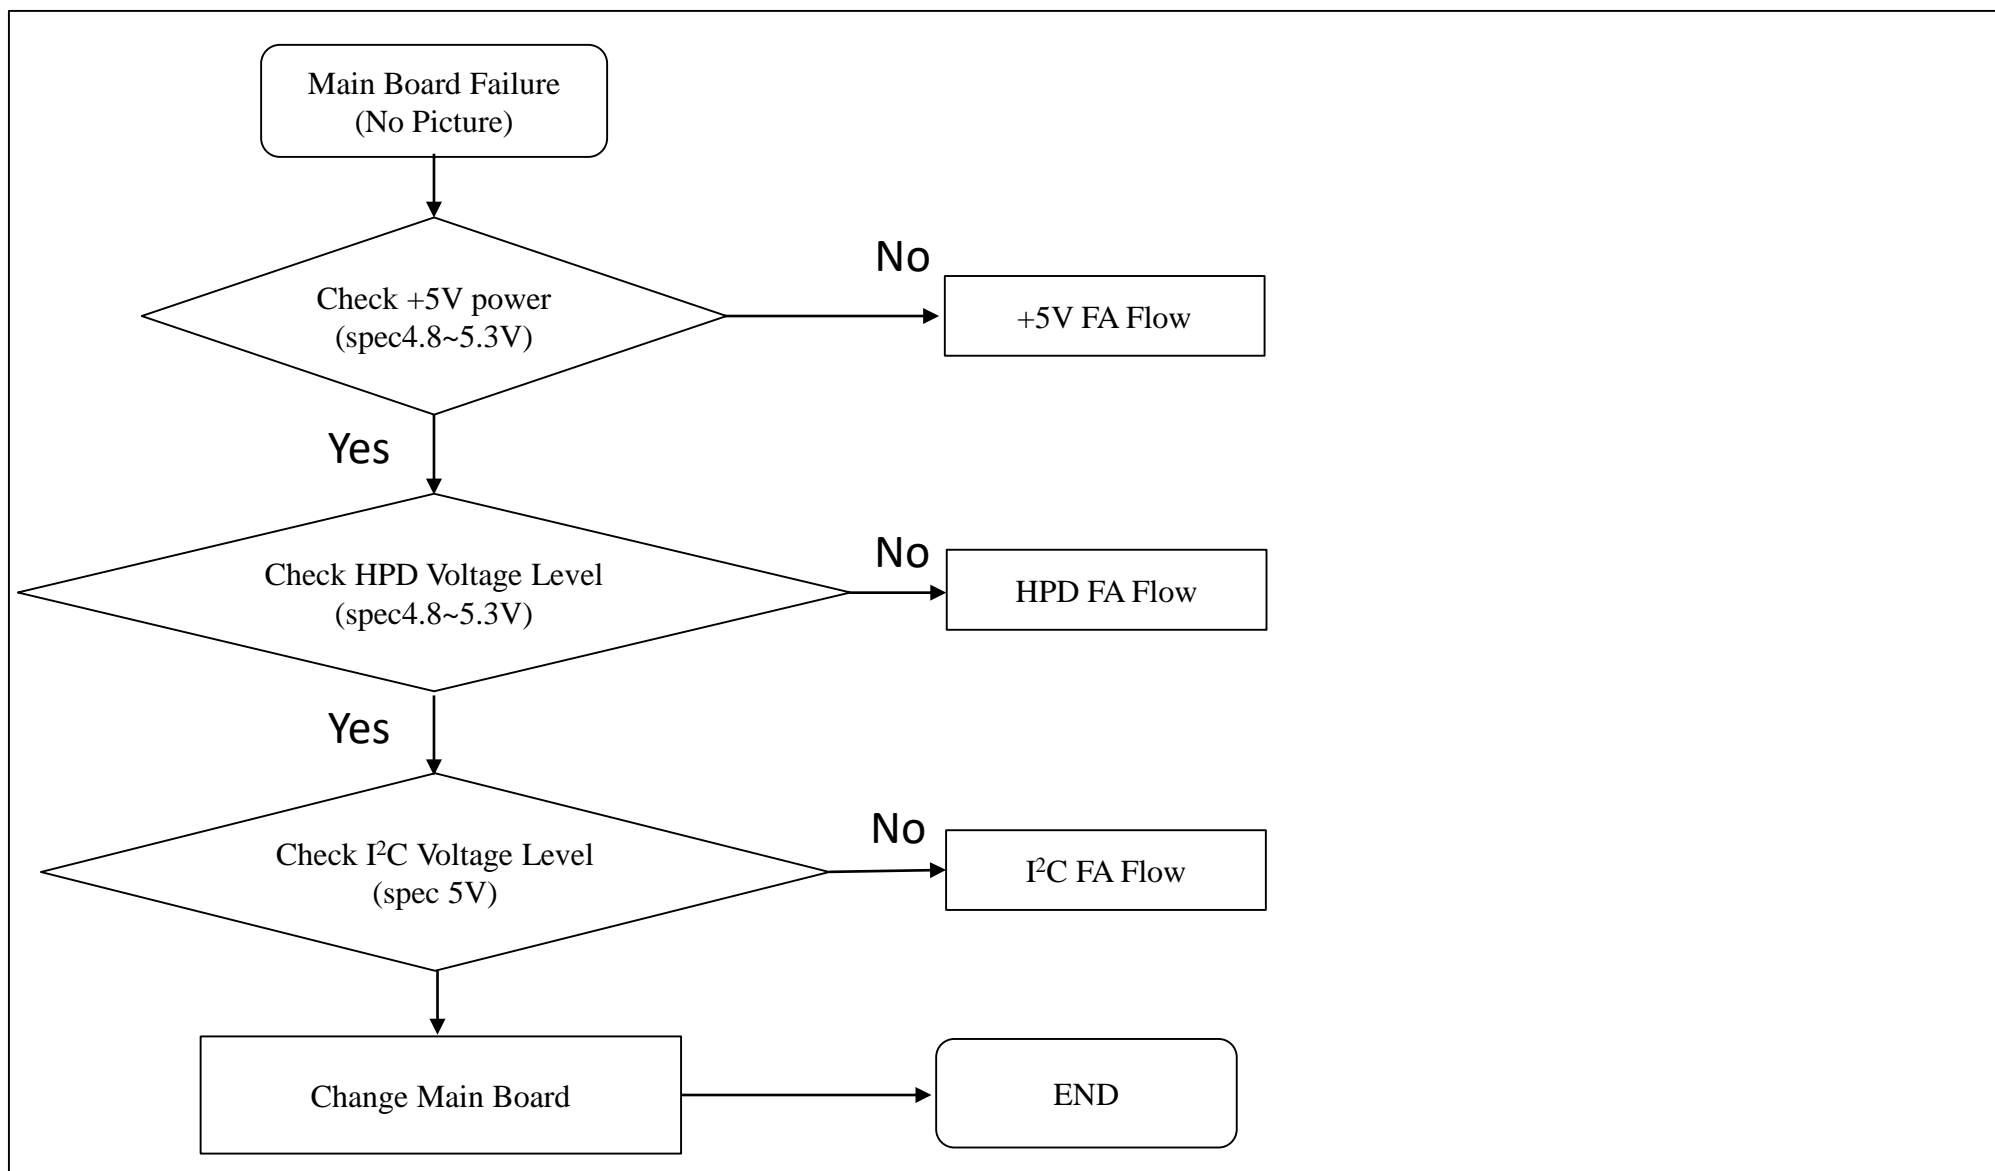 Main Board Failure
(No Picture)
Check +5V power
(spec4.8~5.3V)
No
+5V FA Flow
Yes
Check HPD Voltage Level
(spec4.8~5.3V)
No
HPD FA Flow
Yes
Check I²C Voltage Level
(spec 5V)
No
I²C FA Flow
Change Main Board
END